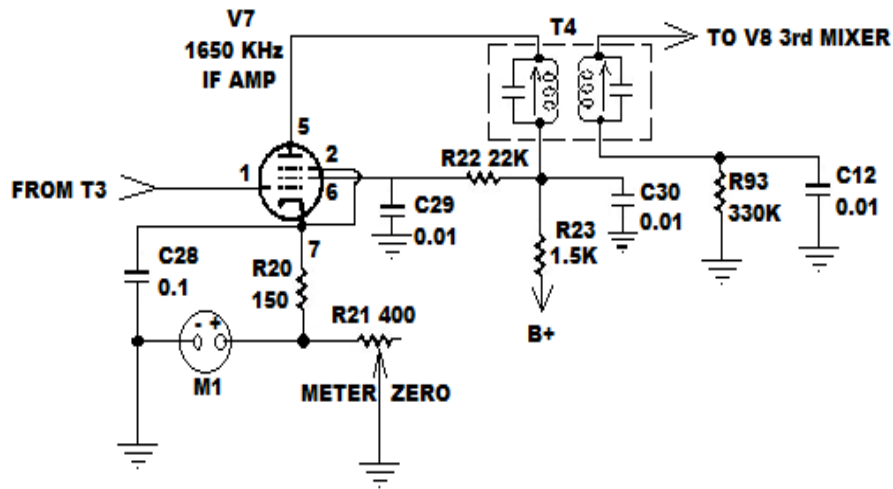 V7
1650 KHz
IF AMP
T4
TO V8 3rd MIXER
5
2
1
6
7
FROM T3
R22 22K
C29
0.01
C30
0.01
R23
1.5K
B+
R93
330K
C12
0.01
C28
0.1
R20
150
R21 400
- +
M1
METER ZERO